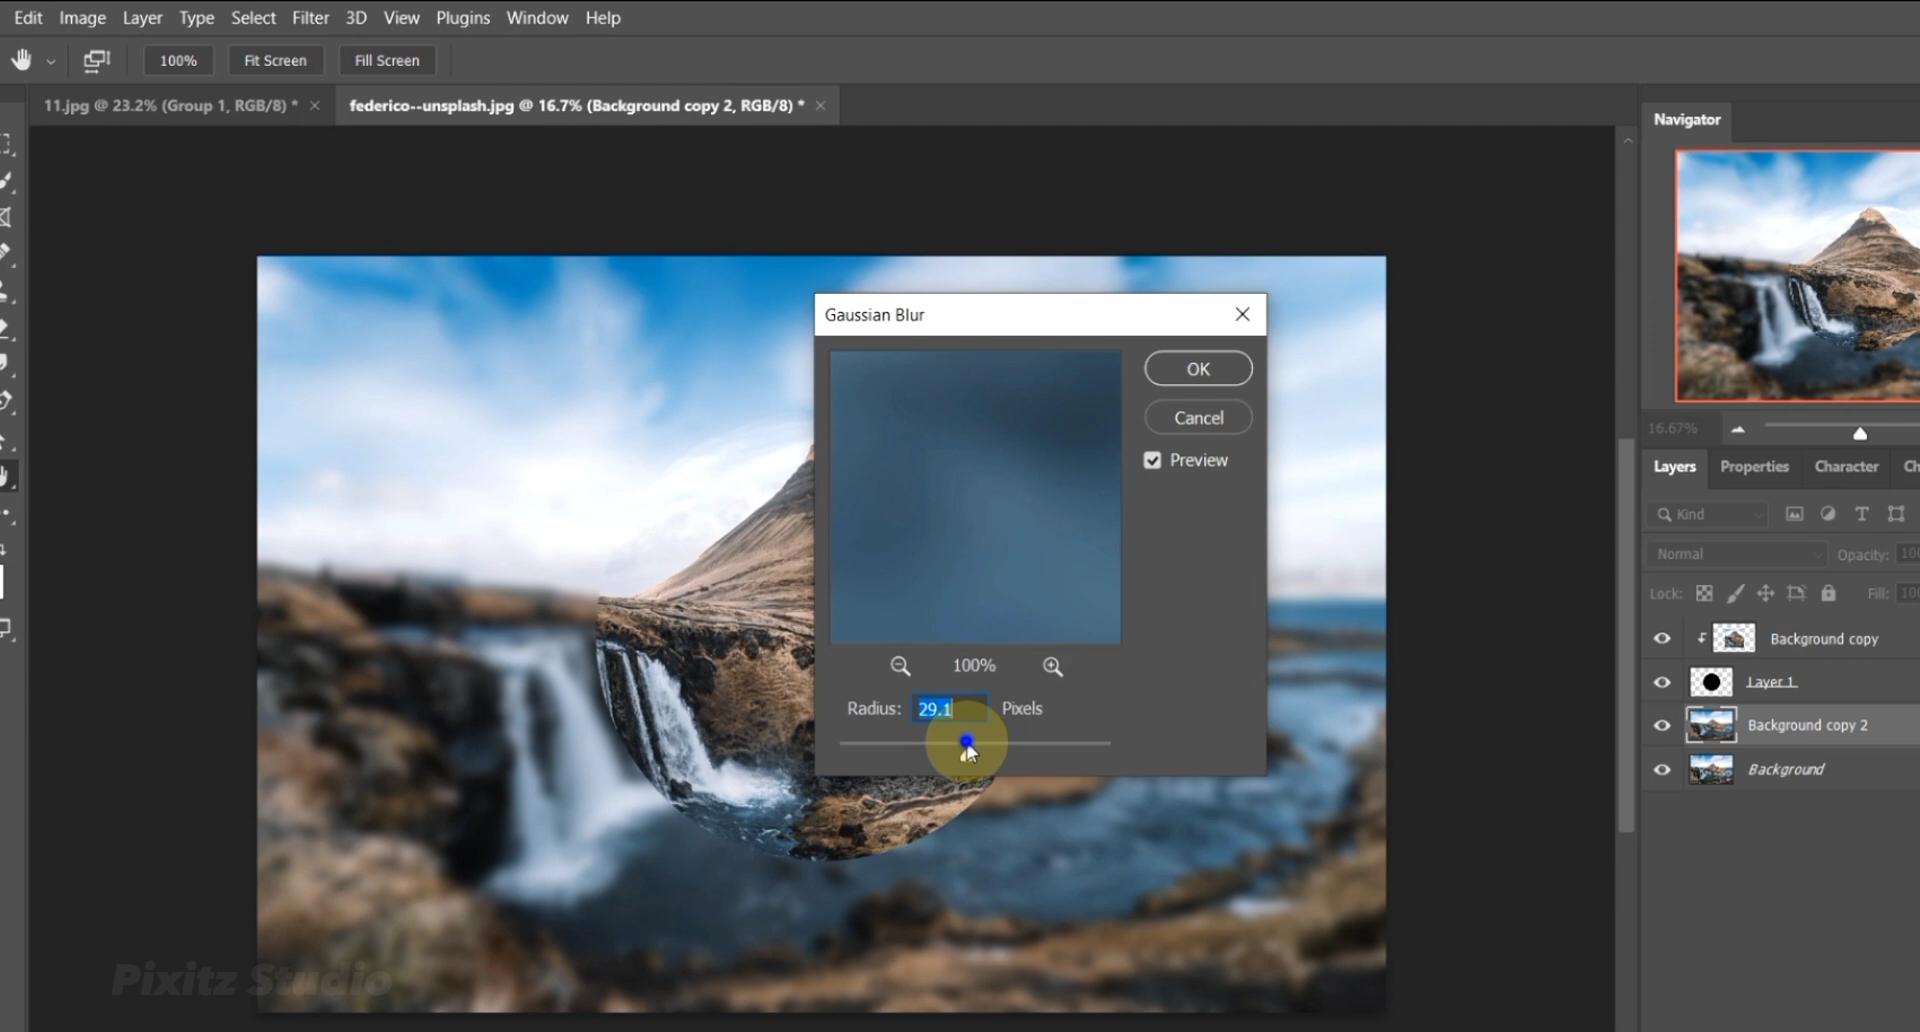 Edit Image Layer Type Select Filter 3D View Plugins Window Help
100% Fit Screen Fill Screen
11.jpg @ 23.2% (Group 1, RGB/8) * × federico--unsplash.jpg @ 16.7% (Background copy 2, RGB/8) * ×
Navigator
Gaussian Blur
OK
Cancel
Preview
100%
Radius: 29.1 Pixels
16.67%
Layers Properties Character
Kind
Normal Opacity:
Lock: Fill:
Background copy
Layer 1
Background copy 2
Background
Pixitz Studio